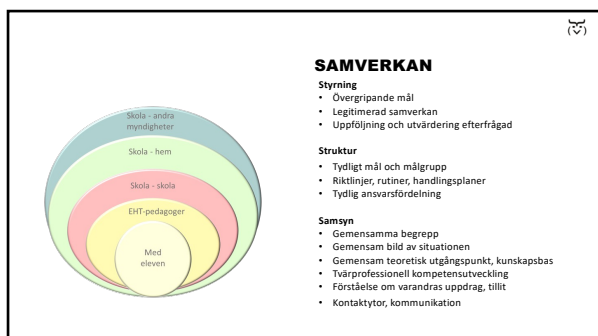 SAMVERKAN
Styrning
• Övergripande mål
• Legitimerad samverkan
• Uppföljning och utvärdering efterfrågad
Struktur
• Tydligt mål och målgrupp
• Riktlinjer, rutiner, handlingsplaner
• Tydlig ansvarsfördelning
Samsyn
• Gemensamma begrepp
• Gemensam bild av situationen
• Gemensam teoretisk utgångspunkt, kunskapsbas
• Tvärprofessionell kompetensutveckling
• Förståelse om varandras uppdrag, tillit
• Kontaktytor, kommunikation
Skola - andra
myndigheter
Skola - hem
Skola - skola
EHT-pedagoger
Med
eleven